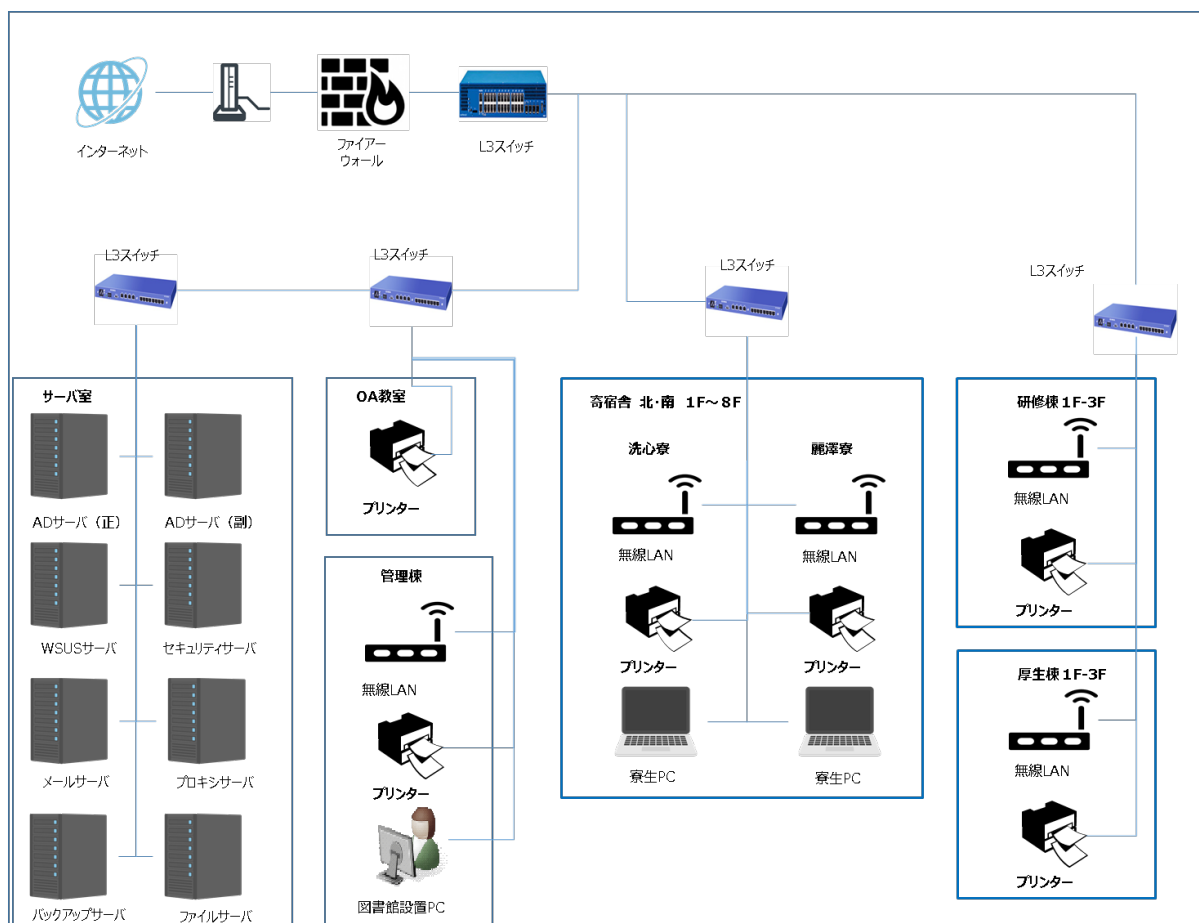 インターネット
ファイアー
ウォール
L3スイッチ
L3スイッチ
L3スイッチ
L3スイッチ
L3スイッチ
サーバ室
ADサーバ（正）
ADサーバ（副）
WSUSサーバ
セキュリティサーバ
メールサーバ
プロキシサーバ
バックアップサーバ
ファイルサーバ
OA教室
プリンター
管理棟
無線LAN
プリンター
図書館設置PC
寄宿舎 北・南 1F～8F
洗心寮
麗澤寮
無線LAN
無線LAN
プリンター
プリンター
寮生PC
寮生PC
研修棟 1F-3F
無線LAN
プリンター
厚生棟 1F-3F
無線LAN
プリンター